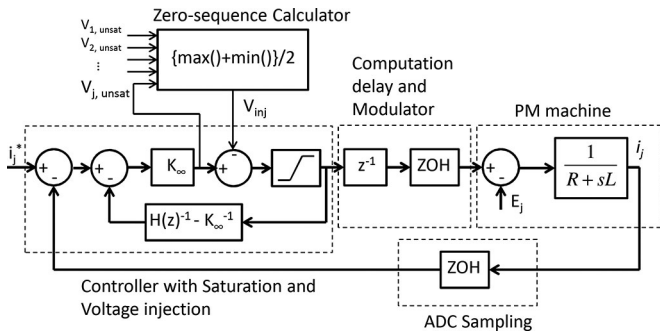 Zero-sequence Calculator
V1, unsat
V2, unsat
⋮
Vj, unsat
{max()+min()}/2
Vinj
Computation
delay and
Modulator
PM machine
ij*
+
-
+
-
K∞
+
-
H(z)-1 - K∞-1
z-1
ZOH
+
-
Ej
1
R + sL
ij
ZOH
Controller with Saturation and
Voltage injection
ADC Sampling